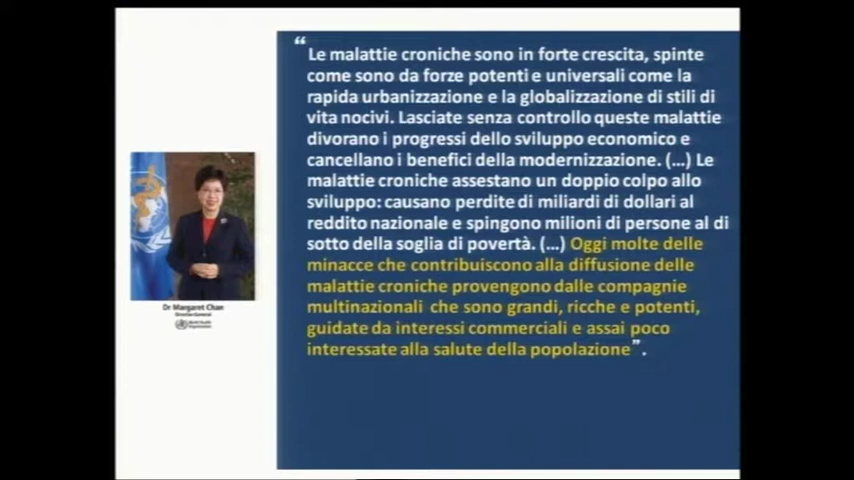 “Le malattie croniche sono in forte crescita, spinte
come sono da forze potenti e universali come la
rapida urbanizzazione e la globalizzazione di stili di
vita nocivi. Lasciate senza controllo queste malattie
divorano i progressi dello sviluppo economico e
cancellano i benefici della modernizzazione. (…) Le
malattie croniche assestano un doppio colpo allo
sviluppo: causano perdite di miliardi di dollari al
reddito nazionale e spingono milioni di persone al di
sotto della soglia di povertà. (…) Oggi molte delle
minacce che contribuiscono alla diffusione delle
malattie croniche provengono dalle compagnie
multinazionali che sono grandi, ricche e potenti,
guidate da interessi commerciali e assai poco
interessate alla salute della popolazione”.
Dr Margaret Chan
Director-General
World Health
Organization